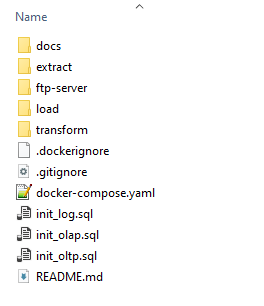 Name
docs
extract
ftp-server
load
transform
.dockerignore
.gitignore
docker-compose.yaml
init_log.sql
init_olap.sql
init_oltp.sql
README.md